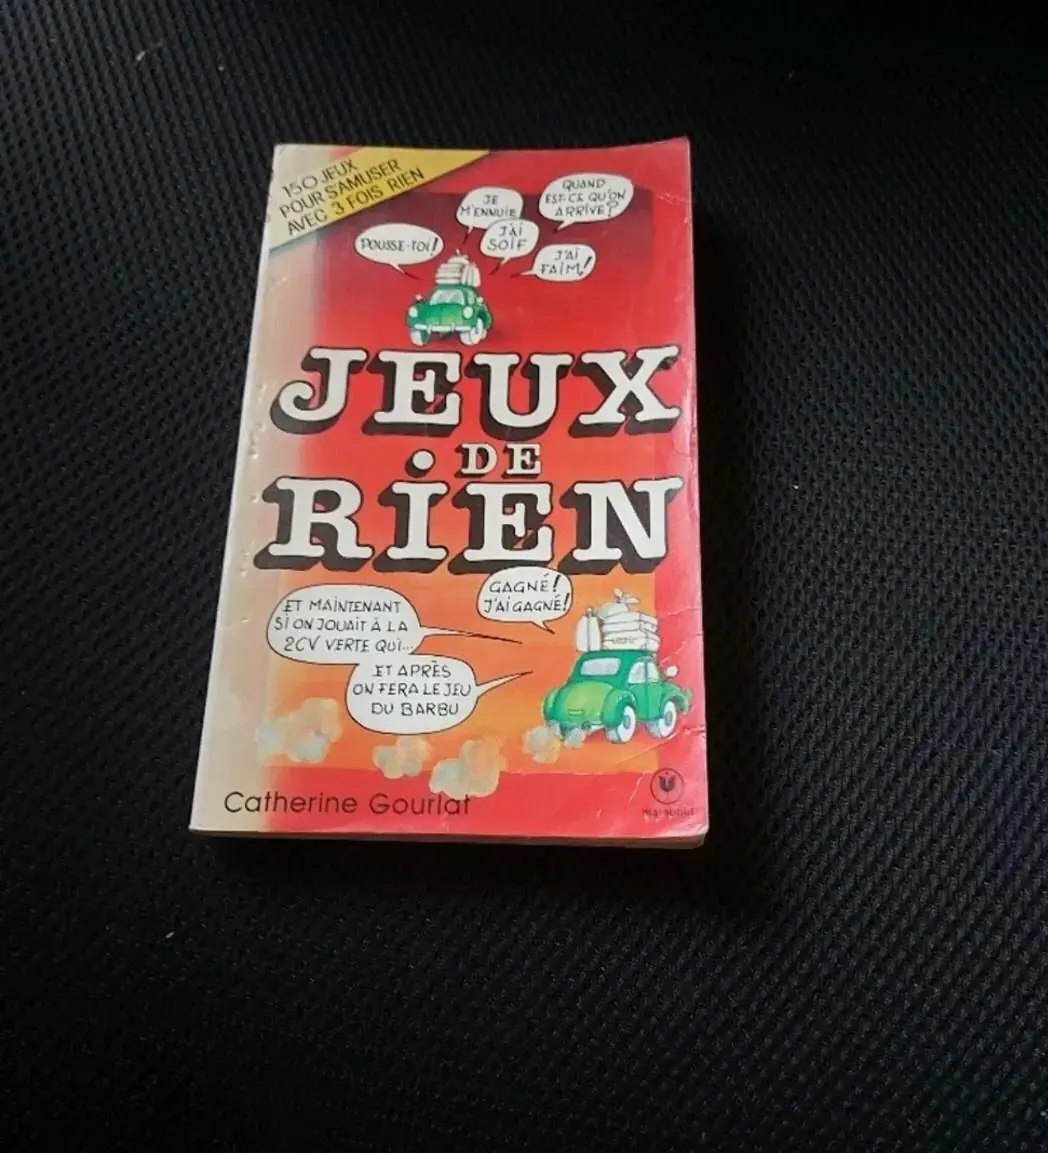 150 JEUX
POUR S'AMUSER
AVEC 3 FOIS RIEN
POUSSE-TOI!
JE
M'ENNUIE
QUAND
EST-CE QU'ON
ARRIVE?
J'AI
SOIF
J'AI
FAIM!
JEUX
DE
RIEN
GAGNÉ!
J'AI GAGNÉ!
ET MAINTENANT
SI ON JOUAIT À LA
2CV VERTE QUI...
ET APRÈS
ON FERA LE JEU
DU BARBU
Catherine Gourlat
marabout